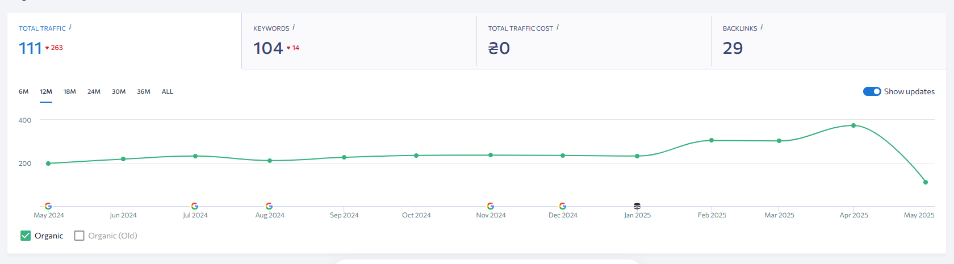 TOTAL TRAFFIC i
KEYWORDS i
TOTAL TRAFFIC COST i
BACKLINKS i
111 ▼ 263
104 ▼ 14
₴0
29
6M 12M 18M 24M 30M 36M ALL
Show updates
400
200
May 2024 Jun 2024 Jul 2024 Aug 2024 Sep 2024 Oct 2024 Nov 2024 Dec 2024 Jan 2025 Feb 2025 Mar 2025 Apr 2025 May 2025
Organic Organic (Old)